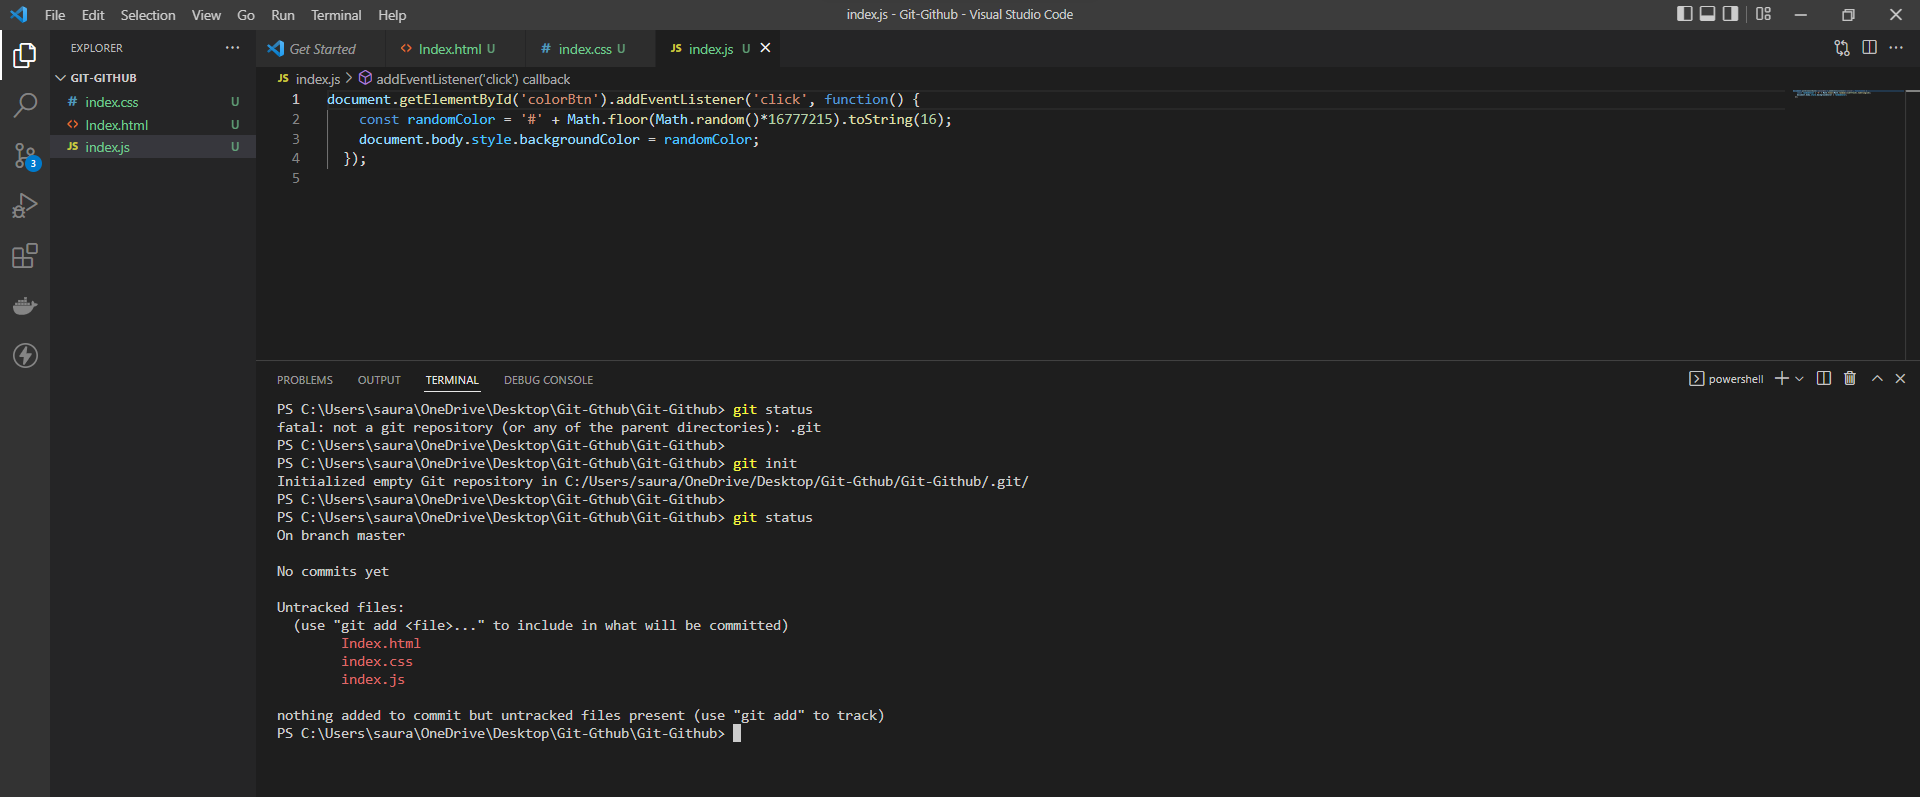 File Edit Selection View Go Run Terminal Help
index.js - Git-Github - Visual Studio Code
EXPLORER
GIT-GITHUB
# index.css U
<> Index.html U
JS index.js U
3
Get Started
<> Index.html U
# index.css U
JS index.js U
JS index.js > addEventListener('click') callback
1 document.getElementById('colorBtn').addEventListener('click', function() {
2 const randomColor = '#' + Math.floor(Math.random()*16777215).toString(16);
3 document.body.style.backgroundColor = randomColor;
4 });
5
PROBLEMS OUTPUT TERMINAL DEBUG CONSOLE
powershell
PS C:\Users\saura\OneDrive\Desktop\Git-Gthub\Git-Github> git status
fatal: not a git repository (or any of the parent directories): .git
PS C:\Users\saura\OneDrive\Desktop\Git-Gthub\Git-Github>
PS C:\Users\saura\OneDrive\Desktop\Git-Gthub\Git-Github> git init
Initialized empty Git repository in C:/Users/saura/OneDrive/Desktop/Git-Gthub/Git-Github/.git/
PS C:\Users\saura\OneDrive\Desktop\Git-Gthub\Git-Github>
PS C:\Users\saura\OneDrive\Desktop\Git-Gthub\Git-Github> git status
On branch master
No commits yet
Untracked files:
(use "git add <file>..." to include in what will be committed)
Index.html
index.css
index.js
nothing added to commit but untracked files present (use "git add" to track)
PS C:\Users\saura\OneDrive\Desktop\Git-Gthub\Git-Github>